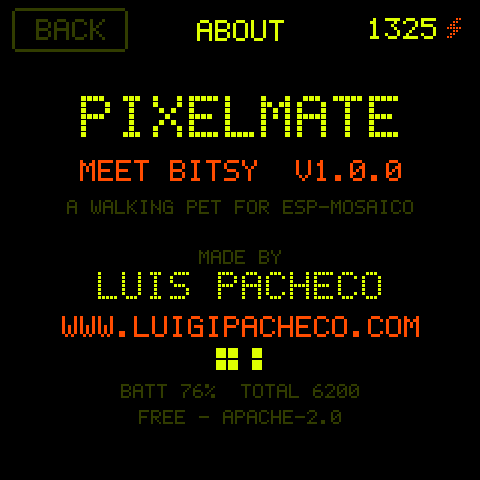 BACK ABOUT 1325
PIXELMATE
MEET BITSY V1.0.0
A WALKING PET FOR ESP-MOSAICO
MADE BY
LUIS PACHECO
WWW.LUIGIPACHECO.COM
BATT 76% TOTAL 6200
FREE - APACHE-2.0